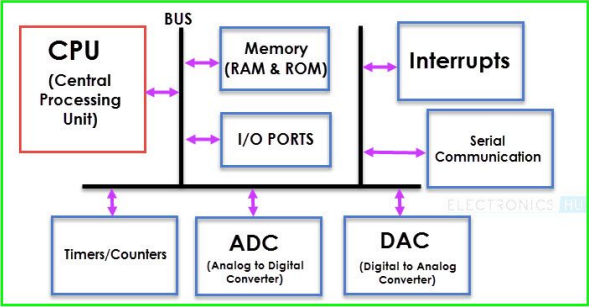 BUS
CPU
(Central
Processing
Unit)
Memory
(RAM & ROM)
I/O PORTS
Interrupts
Serial
Communication
ELECTRONICS HU
Timers/Counters
ADC
(Analog to Digital
Converter)
DAC
(Digital to Analog
Converter)